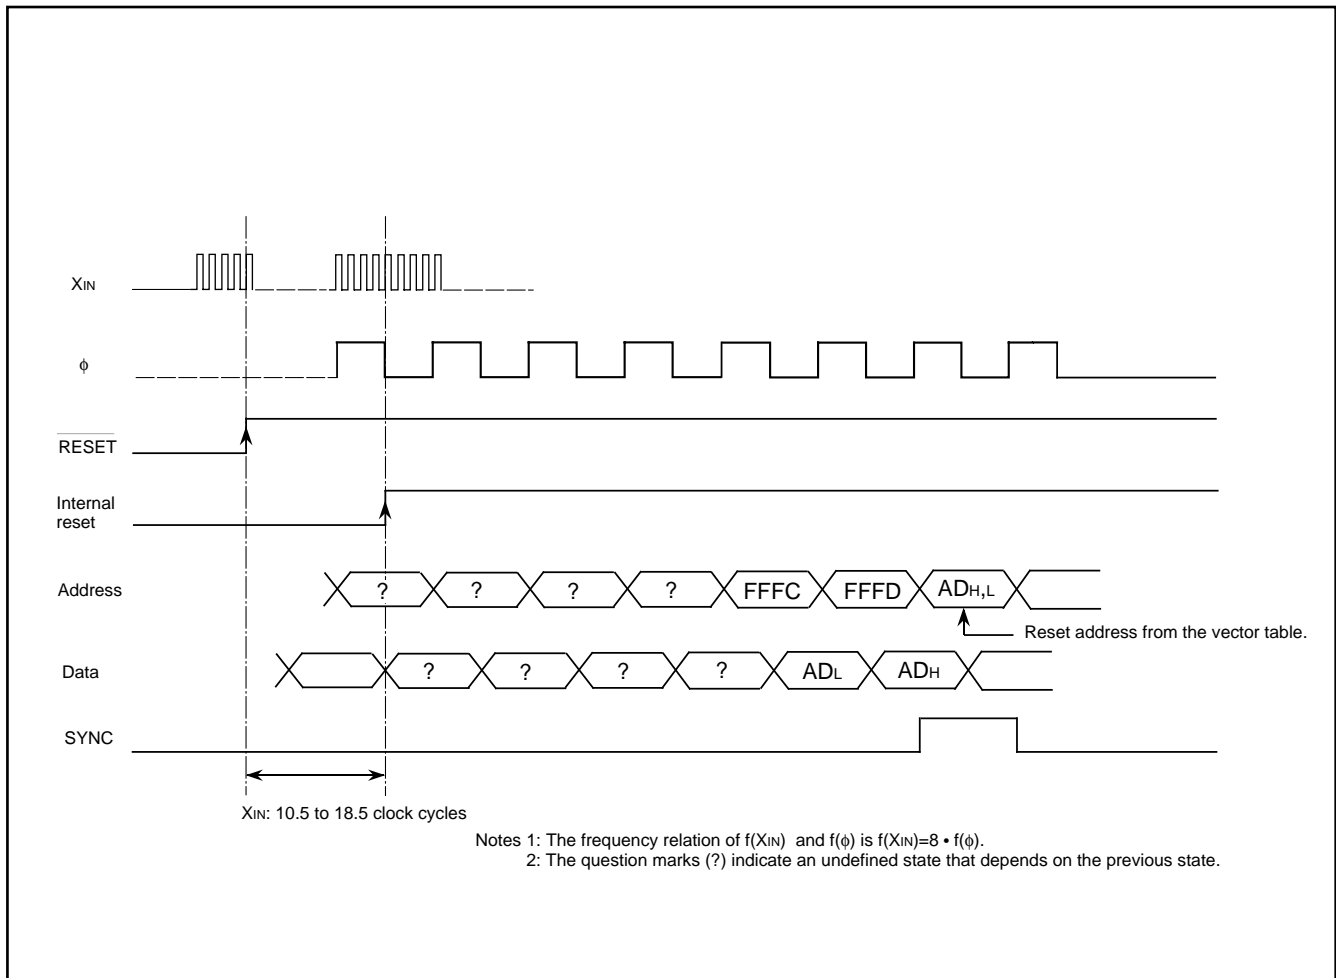 XIN
ϕ
RESET
Internal
reset
Address ? ? ? ? FFFC FFFD ADH,L
Reset address from the vector table.
Data ? ? ? ? ADL ADH
SYNC
XIN: 10.5 to 18.5 clock cycles
Notes 1: The frequency relation of f(XIN) and f(ϕ) is f(XIN)=8 • f(ϕ).
2: The question marks (?) indicate an undefined state that depends on the previous state.